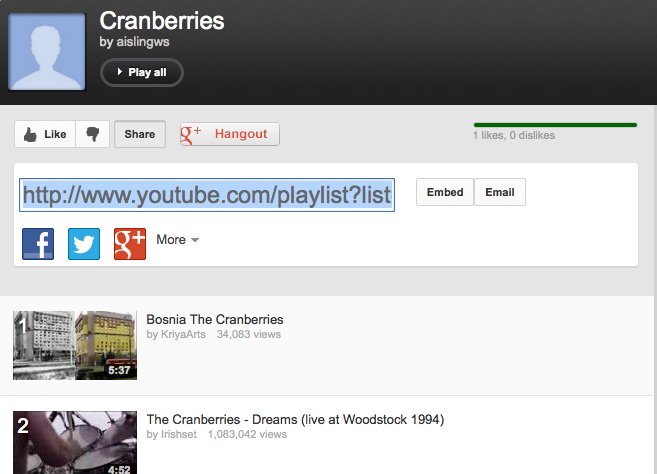 Cranberries
by aislingws
Play all
Like
Share
g+ Hangout
1 likes, 0 dislikes
http://www.youtube.com/playlist?list
Embed
Email
f
g+
More
1
5:37
Bosnia The Cranberries
by KriyaArts 34,083 views
2
4:52
The Cranberries - Dreams (live at Woodstock 1994)
by Irishset 1,083,042 views